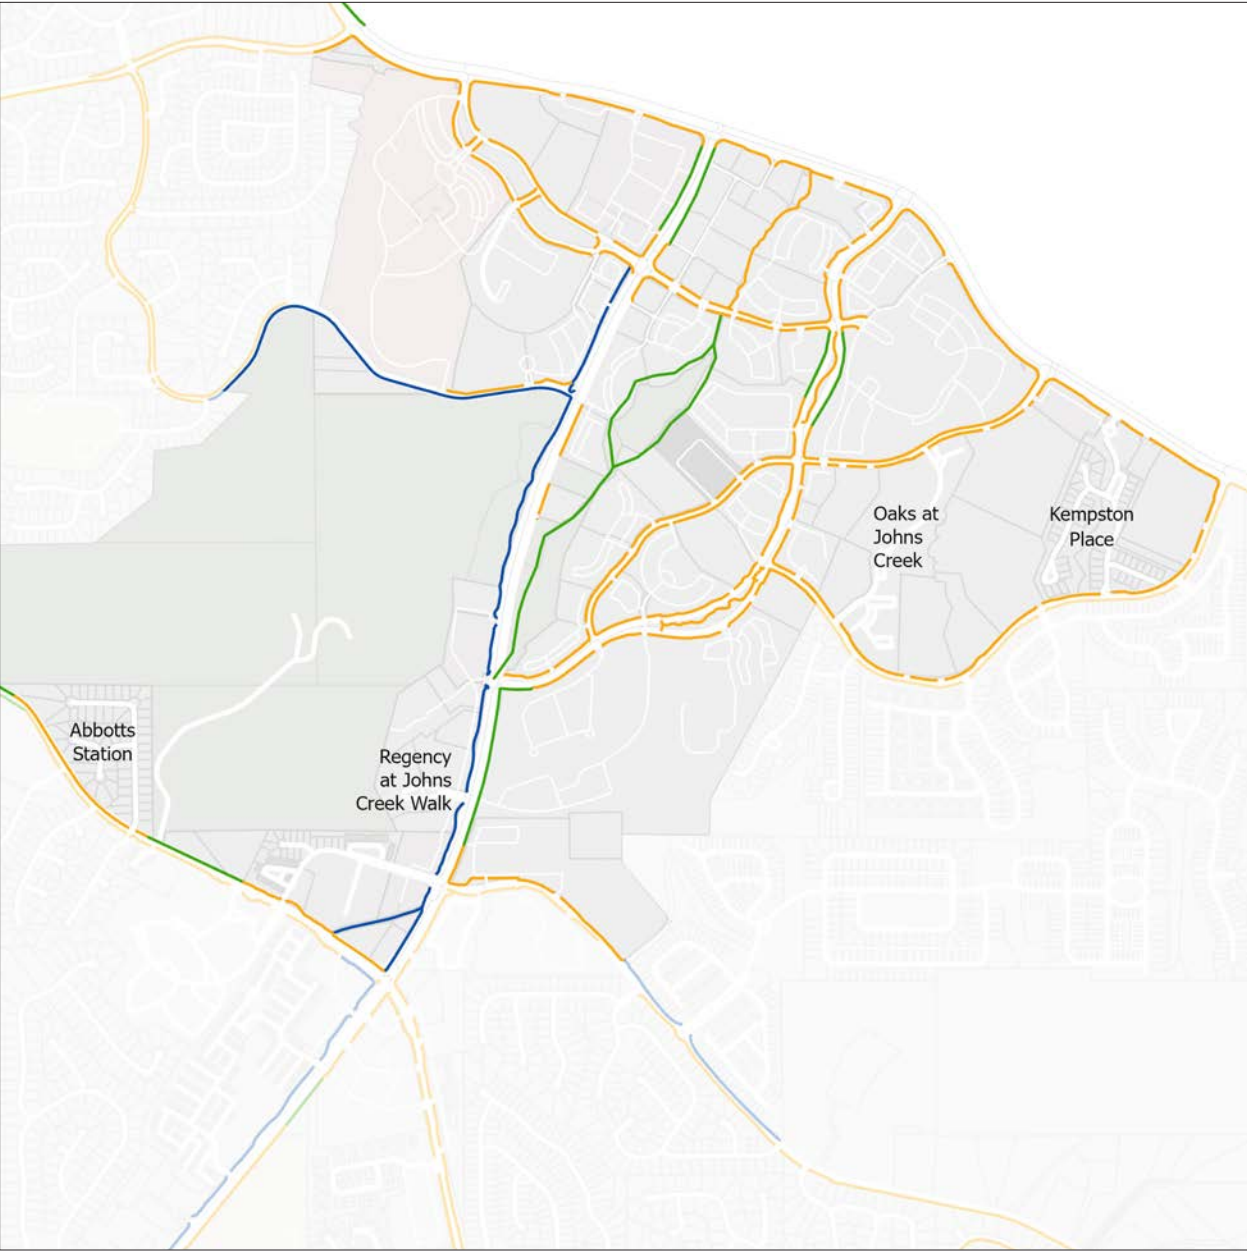 Oaks at
Johns
Creek
Kempston
Place
Abbotts
Station
Regency
at Johns
Creek Walk